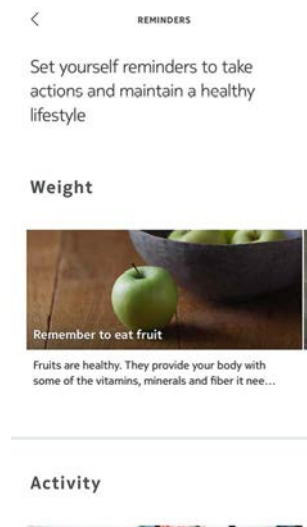 REMINDERS
Set yourself reminders to take
actions and maintain a healthy
lifestyle
Weight
Remember to eat fruit
Fruits are healthy. They provide your body with
some of the vitamins, minerals and fiber it nee...
Activity